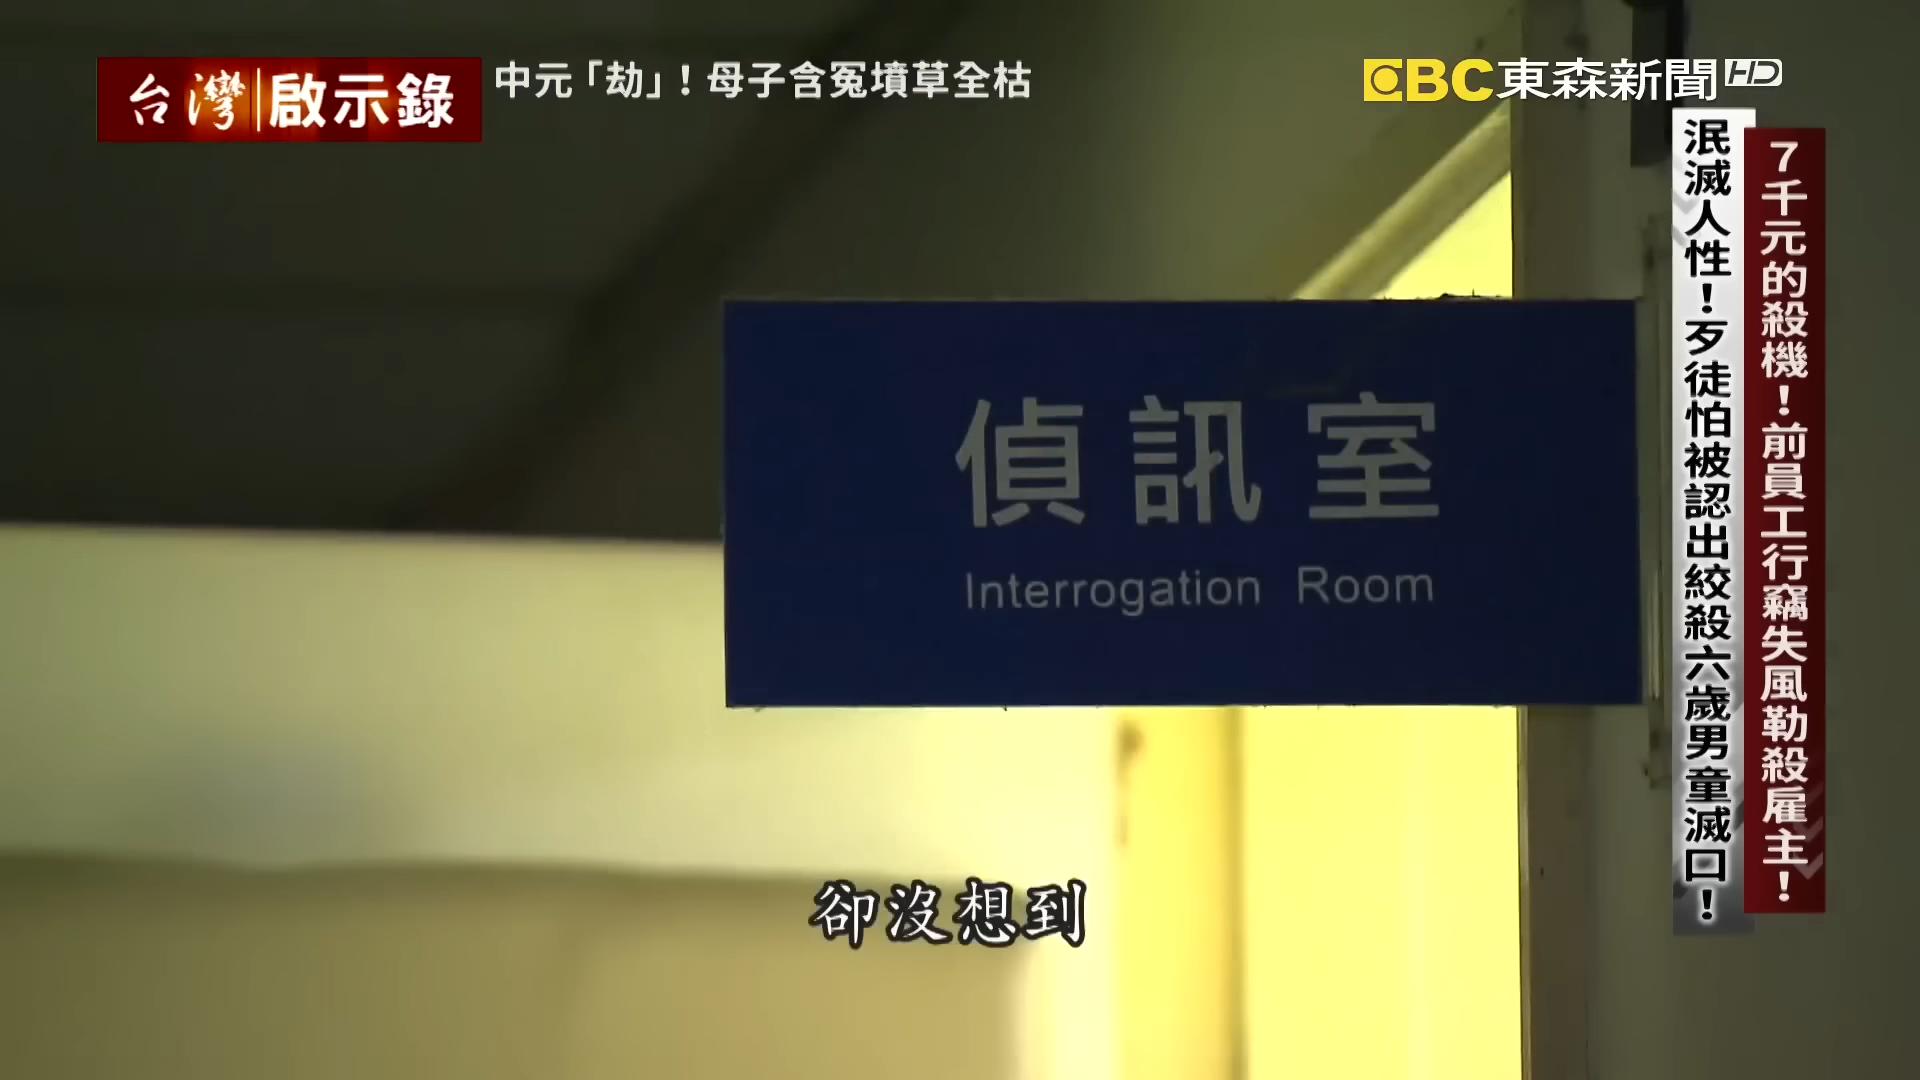 台灣 啟示錄
中元「劫」！母子含冤墳草全枯
EBC東森新聞HD
7千元的殺機！前員工行竊失風勒殺雇主！
泯滅人性！歹徒怕被認出絞殺六歲男童滅口！
偵訊室
Interrogation Room
卻沒想到